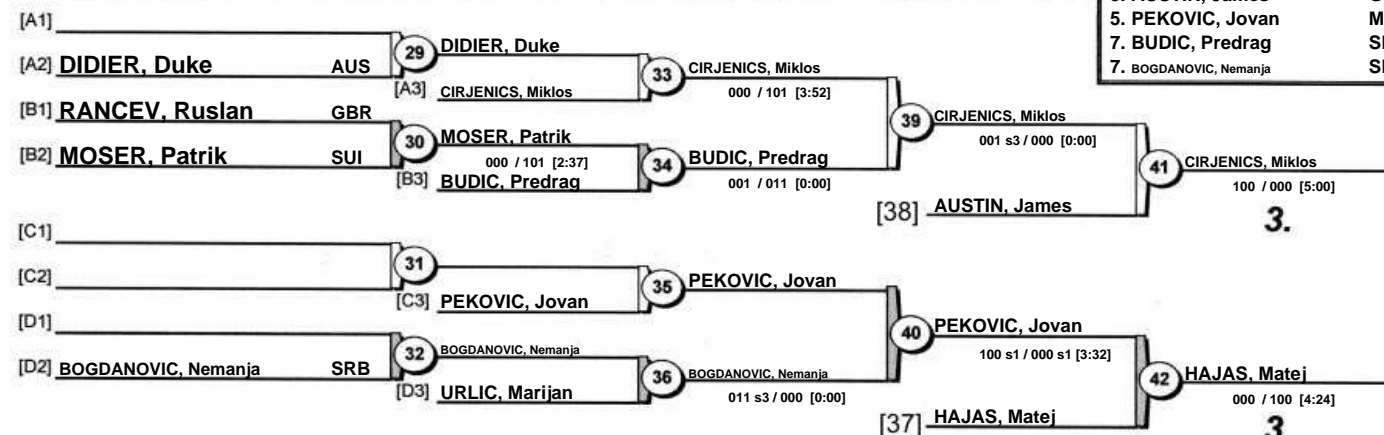 5. PEKOVIC, Jovan
7. BUDIC, Predrag
7. BOGDANOVIC, Nemanja
[A1]
[A2] DIDIER, Duke AUS
29 DIDIER, Duke
[A3] CIRJENICS, Miklos
33 CIRJENICS, Miklos
000 / 101 [3:52]
[B1] RANCEV, Ruslan GBR
[B2] MOSER, Patrik SUI
30 MOSER, Patrik
000 / 101 [2:37]
[B3] BUDIC, Predrag
34 BUDIC, Predrag
001 / 011 [0:00]
39 CIRJENICS, Miklos
001 s3 / 000 [0:00]
[38] AUSTIN, James
41 CIRJENICS, Miklos
100 / 000 [5:00]
3.
[C1]
[C2]
31
[C3] PEKOVIC, Jovan
35 PEKOVIC, Jovan
[D1]
[D2] BOGDANOVIC, Nemanja SRB
32 BOGDANOVIC, Nemanja
[D3] URLIC, Marijan
36 BOGDANOVIC, Nemanja
011 s3 / 000 [0:00]
40 PEKOVIC, Jovan
100 s1 / 000 s1 [3:32]
[37] HAJAS, Matej
42 HAJAS, Matej
000 / 100 [4:24]
3